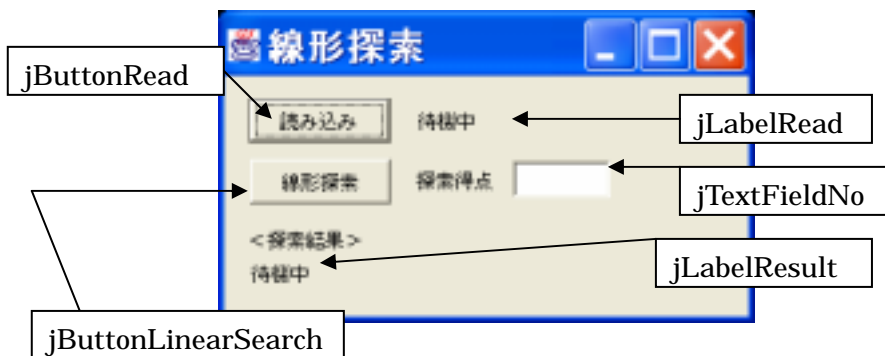 線形探索
jButtonRead
読み込み 待機中
jLabelRead
線形探索 探索得点
jTextFieldNo
<探索結果>
待機中
jLabelResult
jButtonLinearSearch